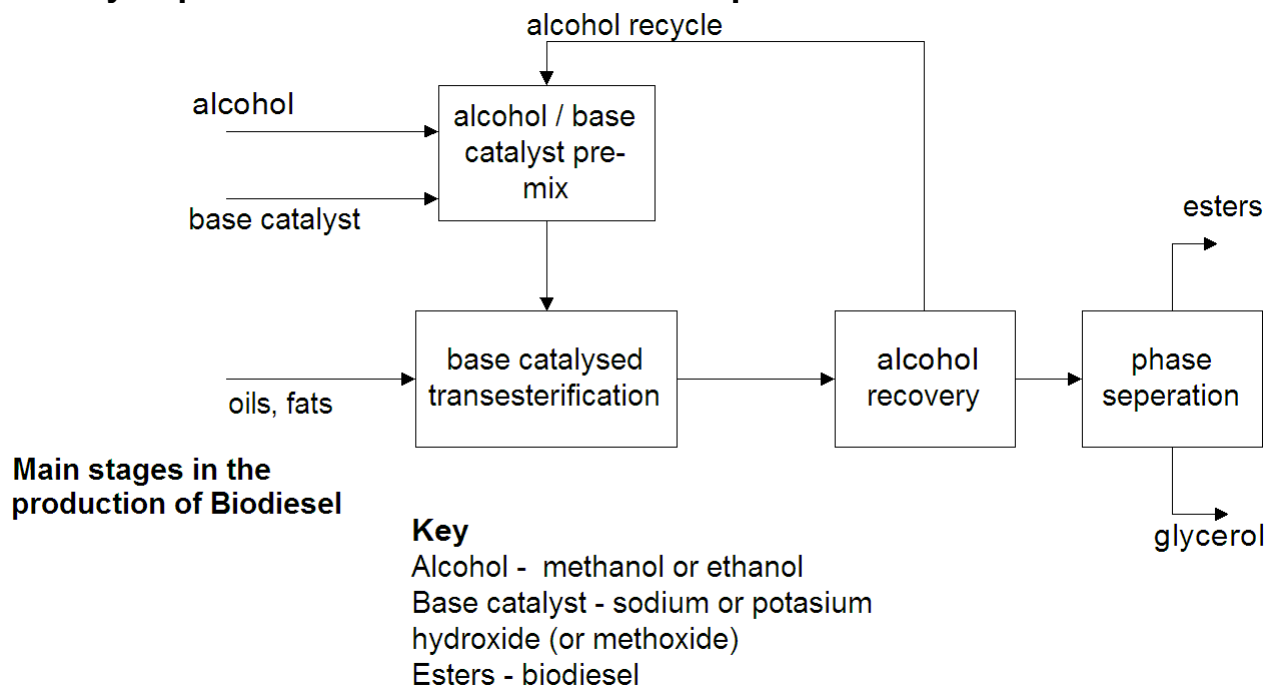 alcohol recycle
alcohol
alcohol / base
catalyst pre-
mix
base catalyst
esters
base catalysed
transesterification
alcohol
recovery
phase
seperation
oils, fats
Main stages in the
production of Biodiesel
glycerol
Key
Alcohol - methanol or ethanol
Base catalyst - sodium or potasium
hydroxide (or methoxide)
Esters - biodiesel